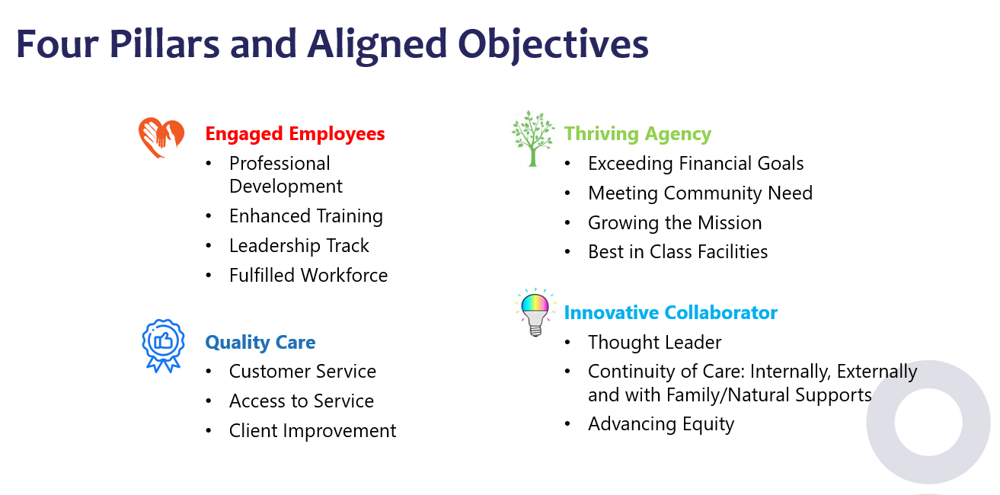 Four Pillars and Aligned Objectives
Engaged Employees
• Professional
Development
• Enhanced Training
• Leadership Track
• Fulfilled Workforce
Quality Care
• Customer Service
• Access to Service
• Client Improvement
Thriving Agency
• Exceeding Financial Goals
• Meeting Community Need
• Growing the Mission
• Best in Class Facilities
Innovative Collaborator
• Thought Leader
• Continuity of Care: Internally, Externally
and with Family/Natural Supports
• Advancing Equity